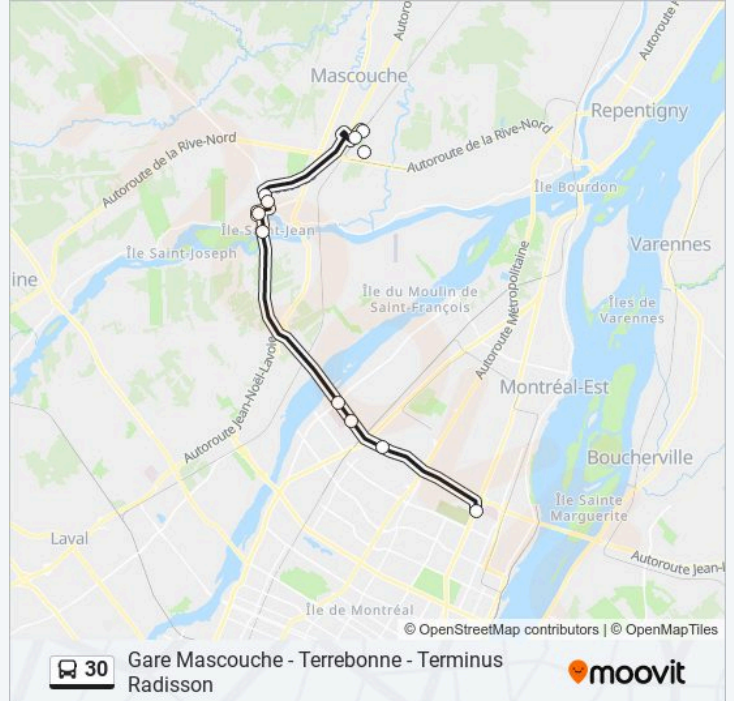 Autoro
Autoroute
Mascouche
Repentigny
Autoroute de la Rive-Nord
Autoroute de la Rive-Nord
Île Bourdon
Île Saint-Jean
Île Saint-Joseph
Varennes
ine
Île du Moulin de
Saint-François
Îles de
Varennes
Autoroute Métropolitaine
Autoroute Jean-Noël-Lavoie
Montréal-Est
Boucherville
Île Sainte
Marguerite
Laval
Autoroute Jean-L
Île de Montréal
© OpenStreetMap contributors | © OpenMapTiles
30
Gare Mascouche - Terrebonne - Terminus
Radisson
moovit